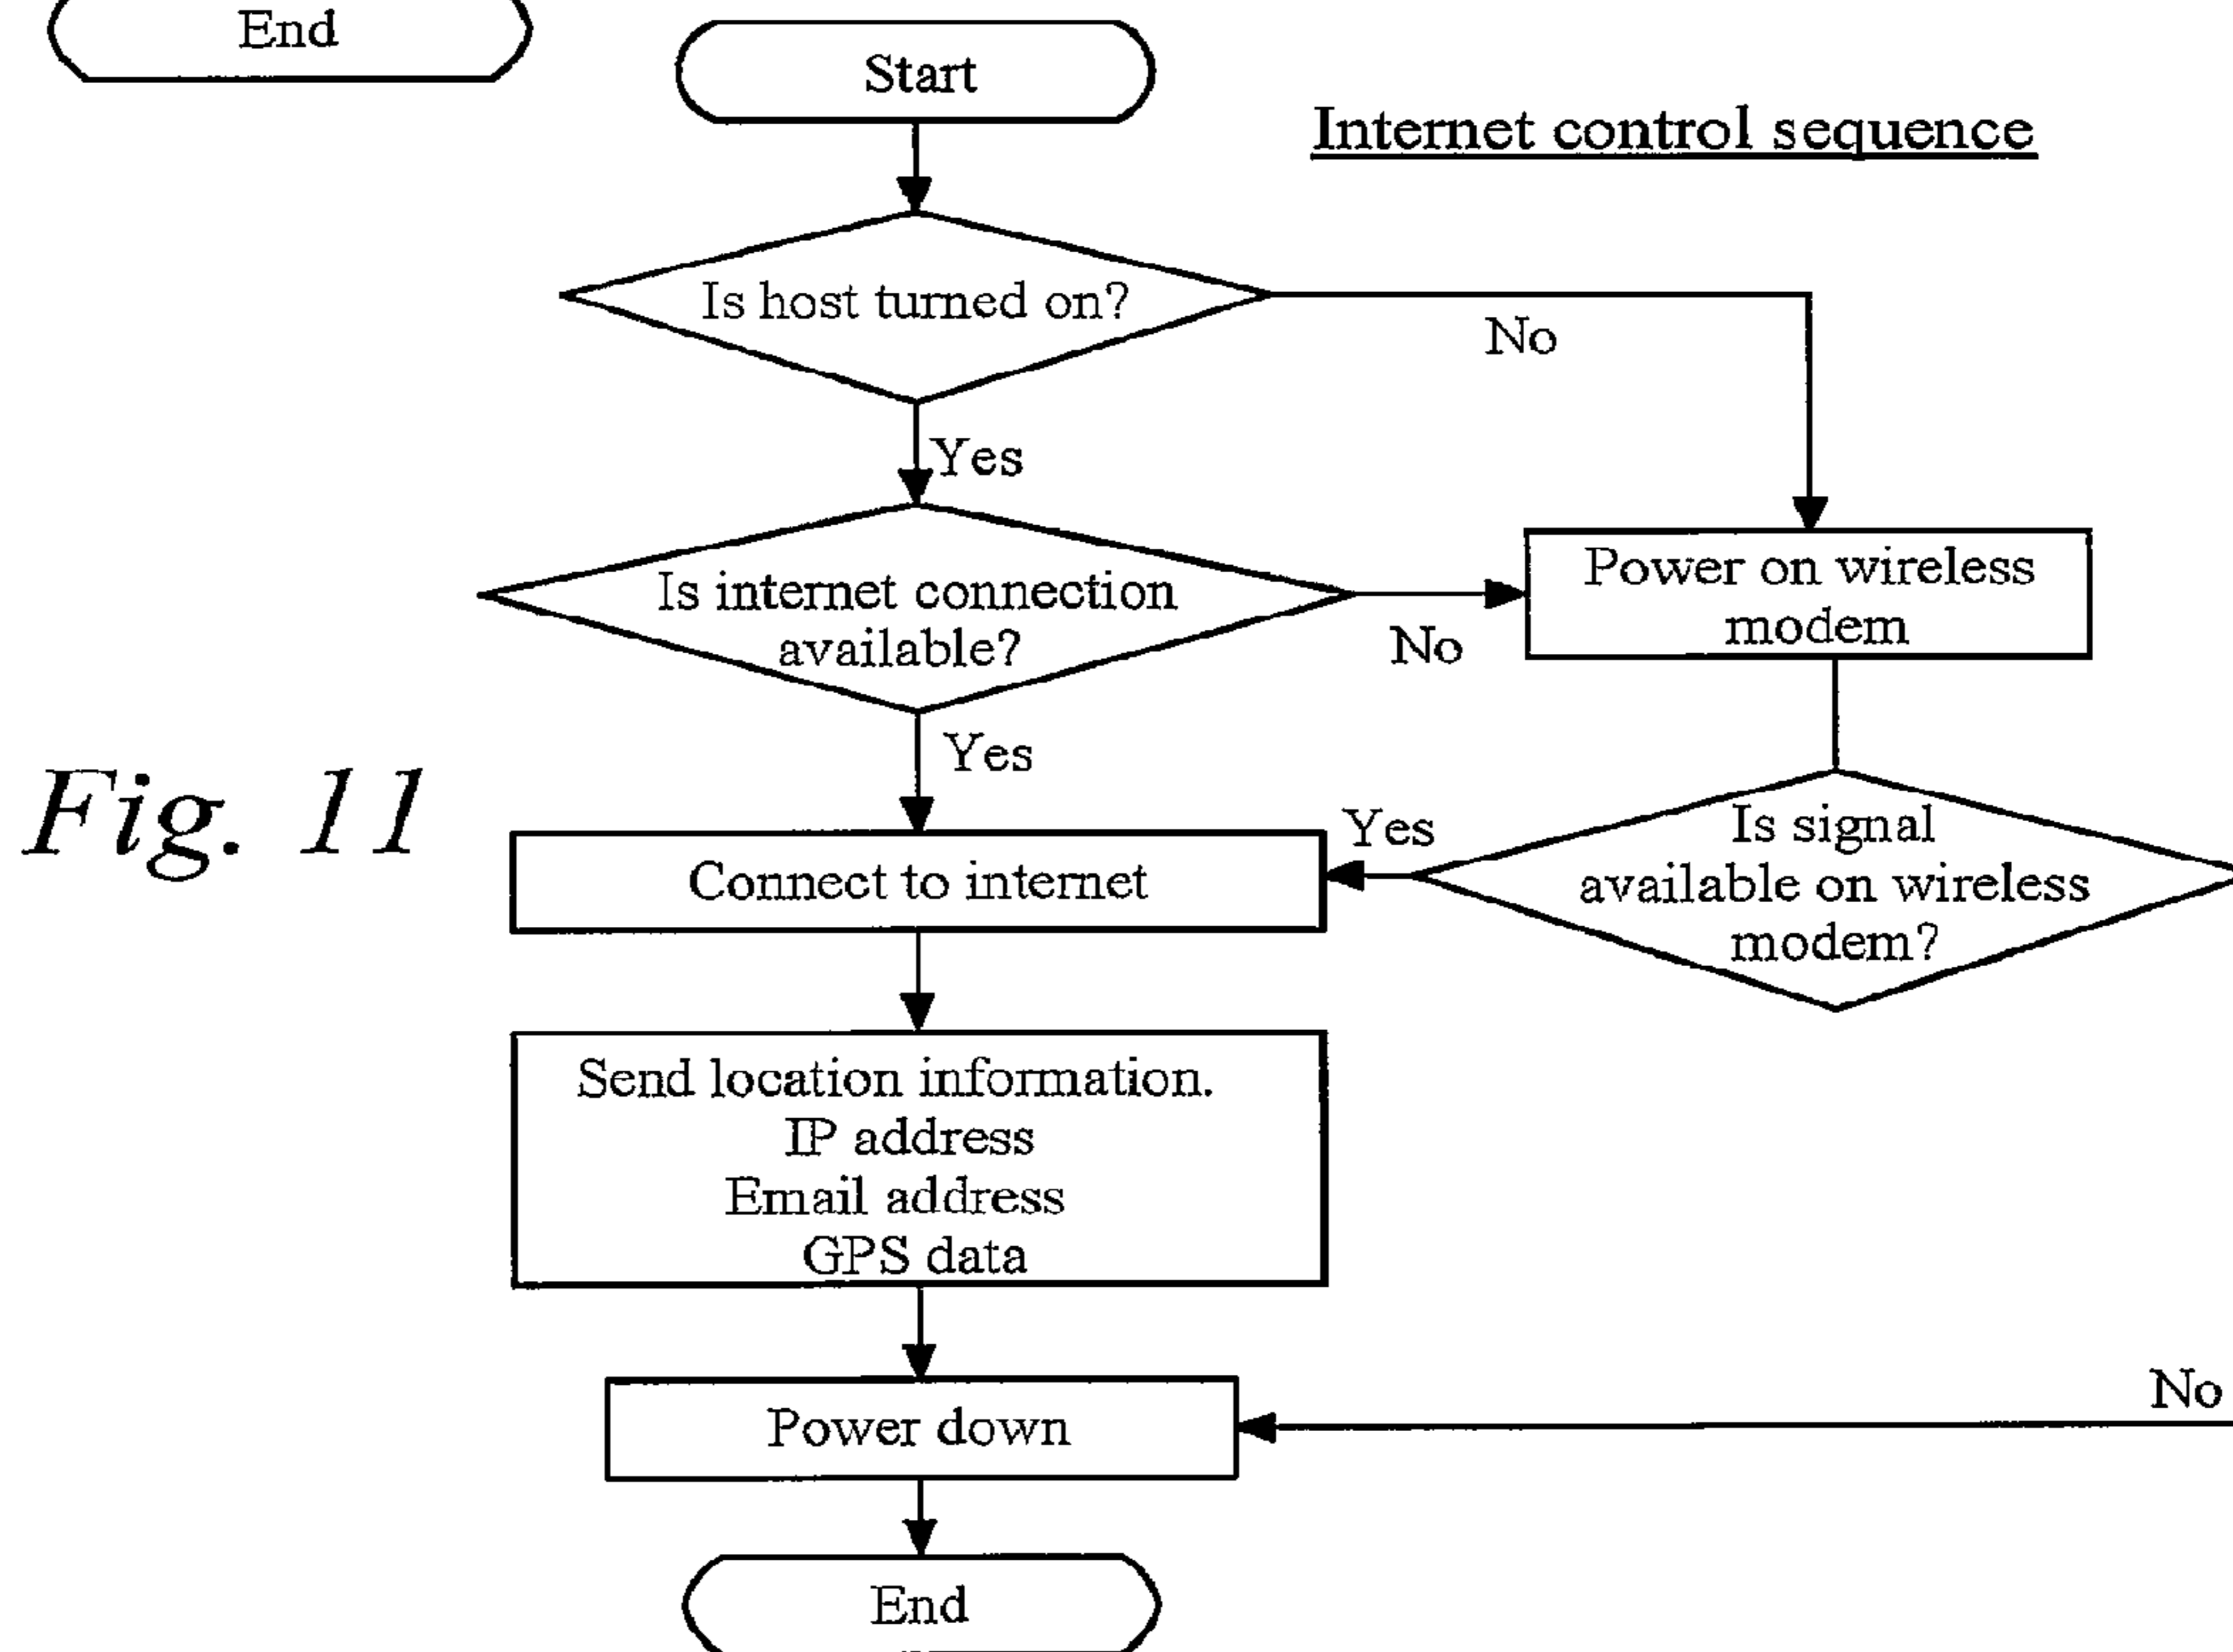 End
Start
Internet control sequence
Is host turned on?
No
Yes
Is internet connection
available?
No
Power on wireless
modem
Yes
Fig. 11
Connect to internet
Yes
Is signal
available on wireless
modem?
Send location information.
IP address
Email address
GPS data
No
Power down
End